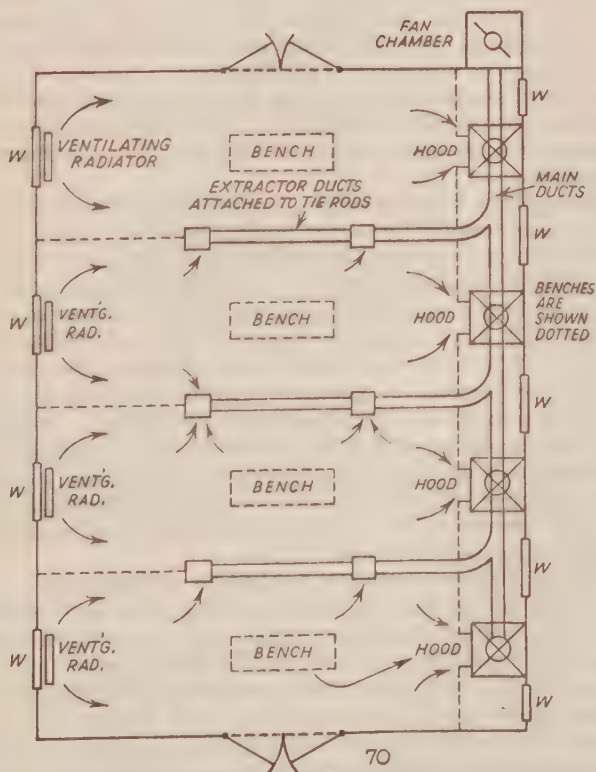 FAN
CHAMBER
W
W
VENTILATING
RADIATOR
BENCH
HOOD
MAIN
DUCTS
EXTRACTOR DUCTS
ATTACHED TO TIE RODS
W
W
VENT'G.
RAD.
BENCH
HOOD
BENCHES
ARE
SHOWN
DOTTED
W
W
VENT'G.
RAD.
BENCH
HOOD
W
W
VENT'G.
RAD.
BENCH
HOOD
W
70